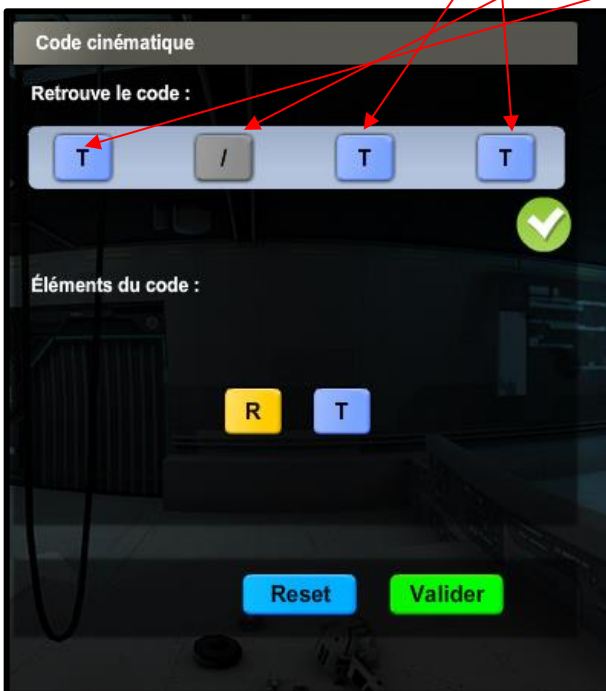 Code cinématique
Retrouve le code :
T / T T
Éléments du code :
R T
Reset Valider